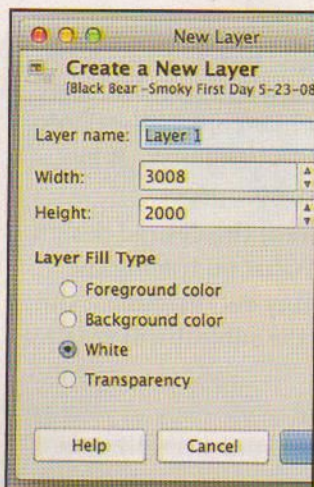 New Layer
Create a New Layer
[Black Bear -Smoky First Day 5-23-08
Layer name: Layer 1
Width: 3008
Height: 2000
Layer Fill Type
Foreground color
Background color
White
Transparency
Help Cancel